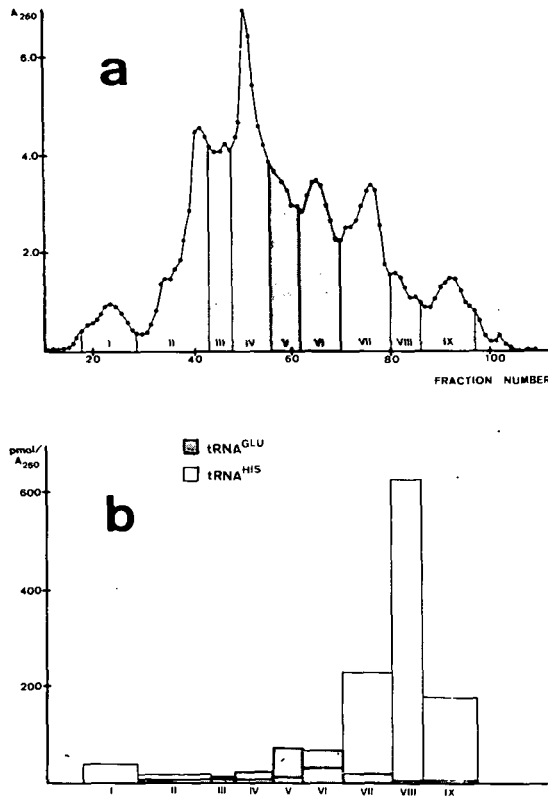 A260
6.0
a
4.0
2.0
I II III IV V VI VII VIII IX
20 40 60 80 100
FRACTION NUMBER
pmol/
A260
tRNAGLU
tRNAHIS
600
b
400
200
I II III IV V VI VII VIII IX